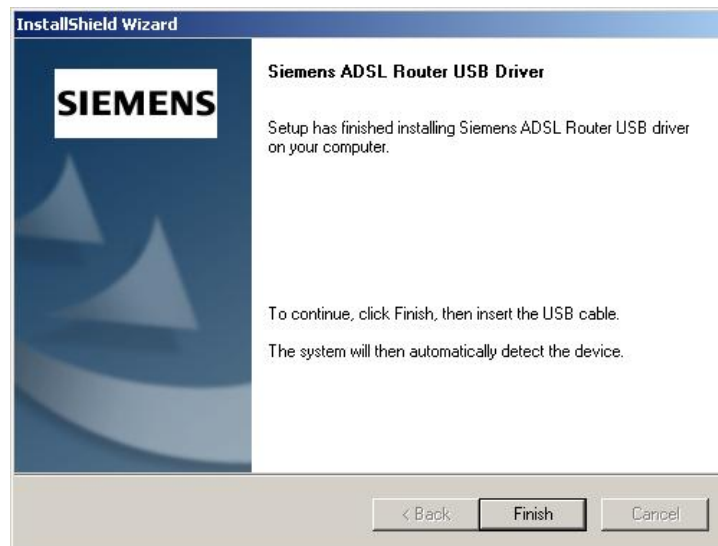 InstallShield Wizard
SIEMENS
Siemens ADSL Router USB Driver
Setup has finished installing Siemens ADSL Router USB driver
on your computer.
To continue, click Finish, then insert the USB cable.
The system will then automatically detect the device.
< Back Finish Cancel